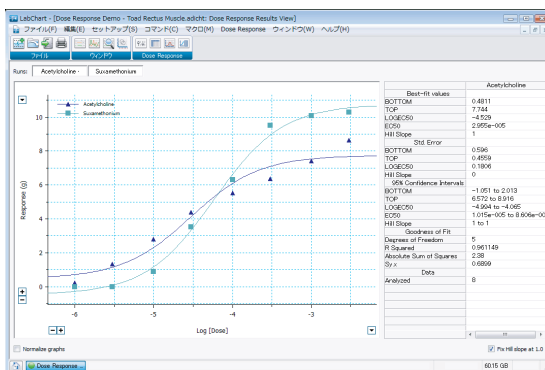 LabChart - [Dose Response Demo - Toad Rectus Muscle.adicht: Dose Response Results View]
ファイル(F) 編集(E) セットアップ(S) コマンド(C) マクロ(M) Dose Response ウィンドウ(W) ヘルプ(H)
ファイル ウィンドウ Dose Response
Runs: Acetylcholine - Suxamethonium
Acetylcholine
Suxamethonium
Response (g)
10
8
6
4
2
0
-6 -5 -4 -3
Log [Dose]
Acetylcholine
Best-fit values
BOTTOM 0.4811
TOP 7.744
LOGEC50 -4.529
EC50 2.955e-005
Hill Slope 1
Std. Error
BOTTOM 0.596
TOP 0.4559
LOGEC50 0.1806
Hill Slope 0
95% Confidence Intervals
BOTTOM -1.051 to 2.013
TOP 6.572 to 8.916
LOGEC50 -4.994 to -4.065
EC50 1.015e-005 to 8.606e-00
Hill Slope 1 to 1
Goodness of Fit
Degrees of Freedom 5
R Squared 0.961149
Absolute Sum of Squares 2.38
Sy.x 0.6899
Data
Analyzed 8
Normalize graphs
Fix Hill slope at 1.0
Dose Response ...
60.15 GB